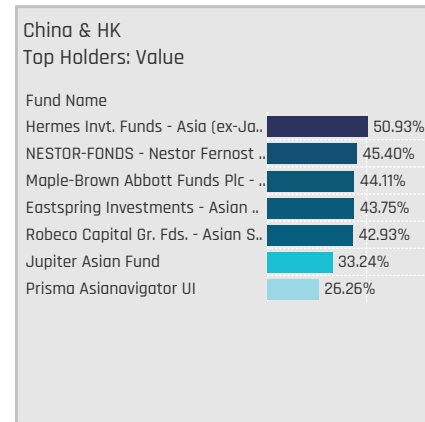 China & HK
Top Holders: Value
Fund Name
Hermes Invt. Funds - Asia (ex-Ja.. 50.93%
NESTOR-FONDS - Nestor Fernost .. 45.40%
Maple-Brown Abbott Funds Plc - .. 44.11%
Eastspring Investments - Asian .. 43.75%
Robeco Capital Gr. Fds. - Asian S.. 42.93%
Jupiter Asian Fund 33.24%
Prisma Asianavigator UI 26.26%